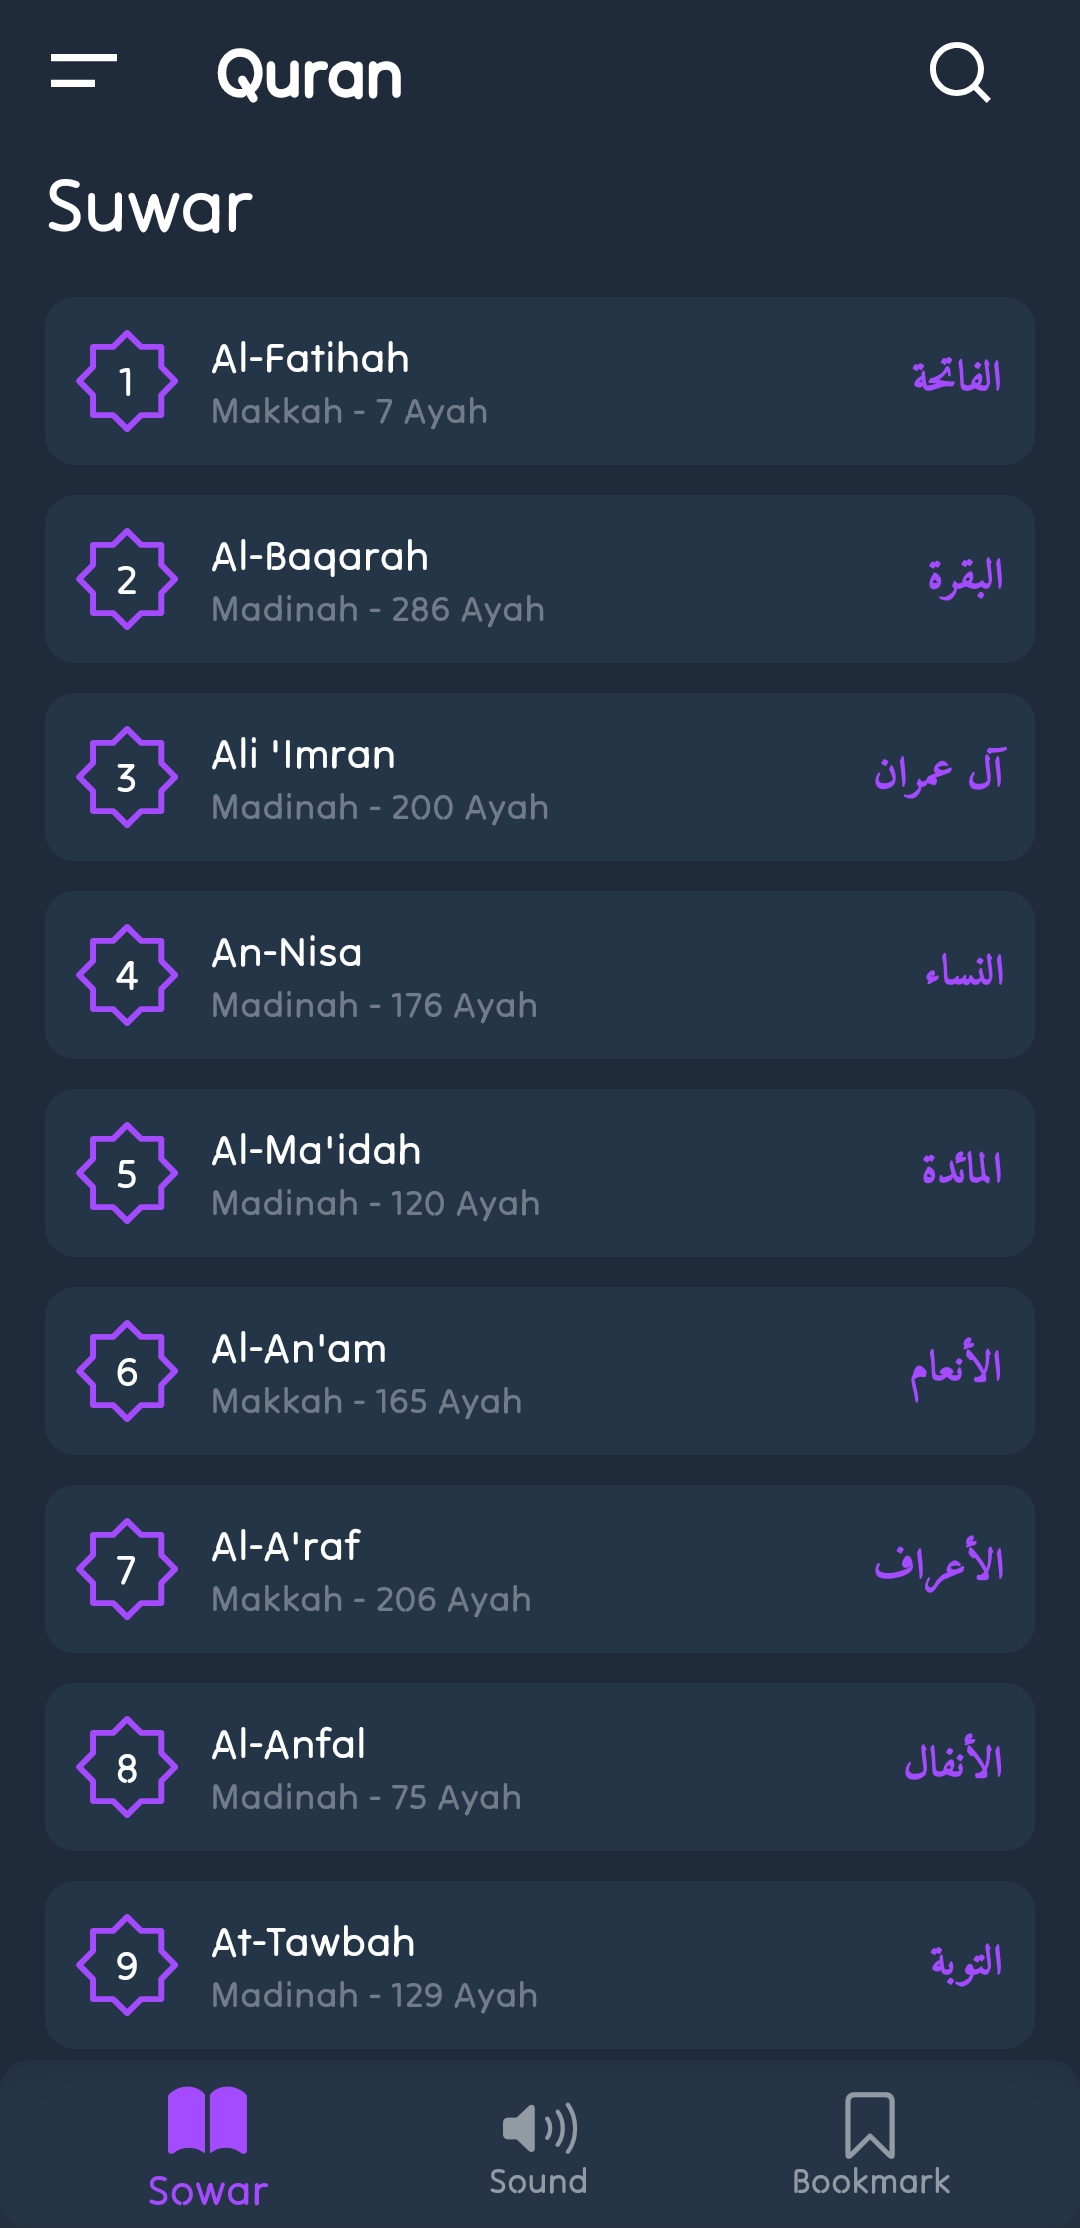 Quran
Suwar
1
Al-Fatihah
الفاتحة
Makkah - 7 Ayah
2
Al-Baqarah
البقرة
Madinah - 286 Ayah
3
Ali 'Imran
آل عمران
Madinah - 200 Ayah
4
An-Nisa
النساء
Madinah - 176 Ayah
5
Al-Ma'idah
المائدة
Madinah - 120 Ayah
6
Al-An'am
الأنعام
Makkah - 165 Ayah
7
Al-A'raf
الأعراف
Makkah - 206 Ayah
8
Al-Anfal
الأنفال
Madinah - 75 Ayah
9
At-Tawbah
التوبة
Madinah - 129 Ayah
Sowar
Sound
Bookmark